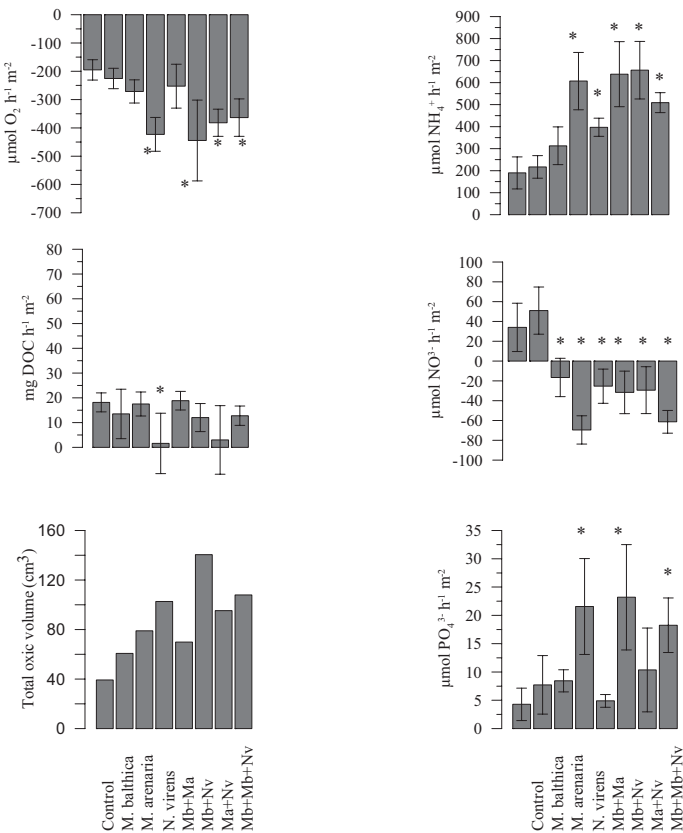 0
-100
-200
-300
-400
-500
-600
-700
µmol O2 h-1 m-2
* * * *
900
800
700
600
500
400
300
200
100
0
µmol NH4+ h-1 m-2
* * * * * *
80
70
60
50
40
30
20
10
0
mg DOC h-1 m-2
*
100
80
60
40
20
0
-20
-40
-60
-80
-100
µmol NO3- h-1 m-2
* * * * * *
160
120
80
40
0
Total oxic volume (cm3)
Control
M. balthica
M. arenaria
N. virens
Mb+Ma
Mb+Nv
Ma+Nv
Mb+Mb+Nv
35
30
25
20
15
10
5
0
µmol PO43- h-1 m-2
* * *
Control
M. balthica
M. arenaria
N. virens
Mb+Ma
Mb+Nv
Ma+Nv
Mb+Mb+Nv